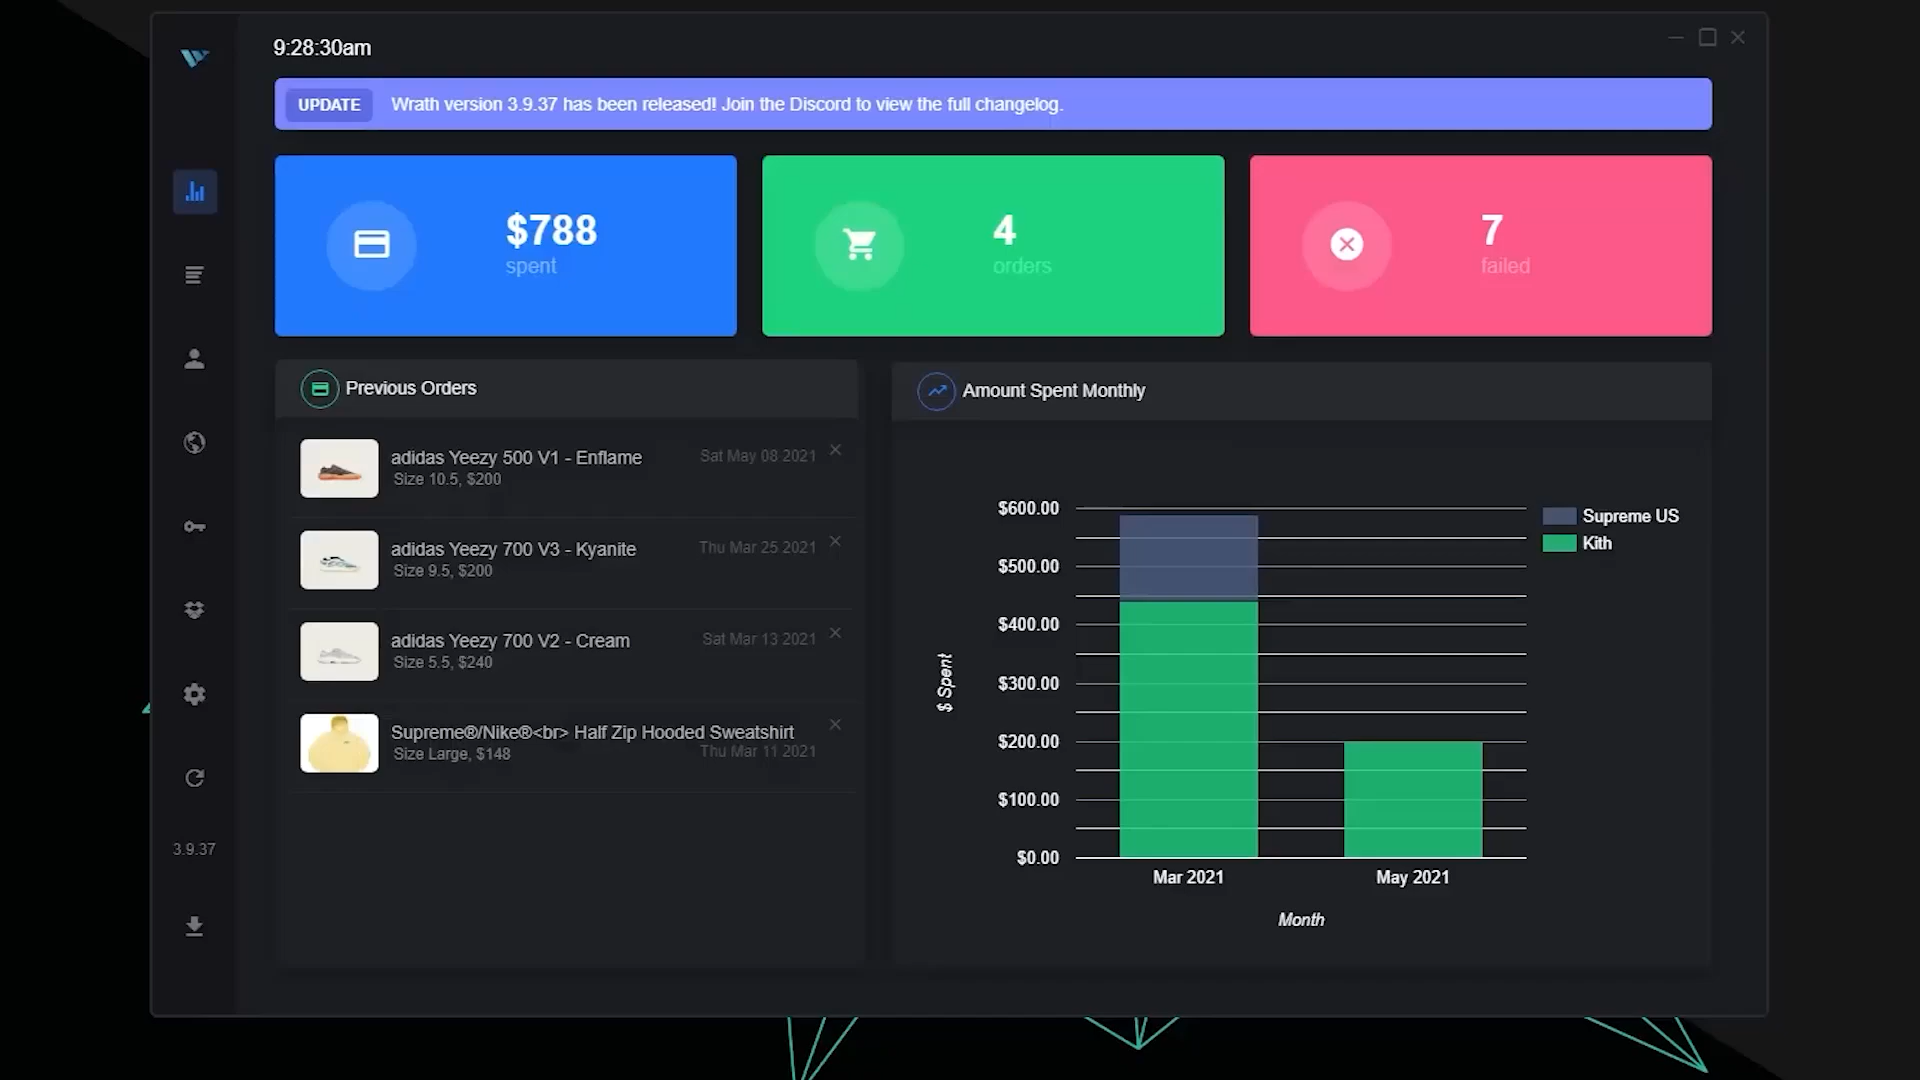 9:28:30am
UPDATE Wrath version 3.9.37 has been released! Join the Discord to view the full changelog.
$788
spent
4
orders
7
failed
Previous Orders
adidas Yeezy 500 V1 - Enflame
Sat May 08 2021
Size 10.5, $200
adidas Yeezy 700 V3 - Kyanite
Thu Mar 25 2021
Size 9.5, $200
adidas Yeezy 700 V2 - Cream
Sat Mar 13 2021
Size 5.5, $240
Supreme®/Nike®<br> Half Zip Hooded Sweatshirt
Thu Mar 11 2021
Size Large, $148
Amount Spent Monthly
$600.00
$500.00
$400.00
$300.00
$200.00
$100.00
$0.00
$ Spent
Mar 2021
May 2021
Month
Supreme US
Kith
3.9.37